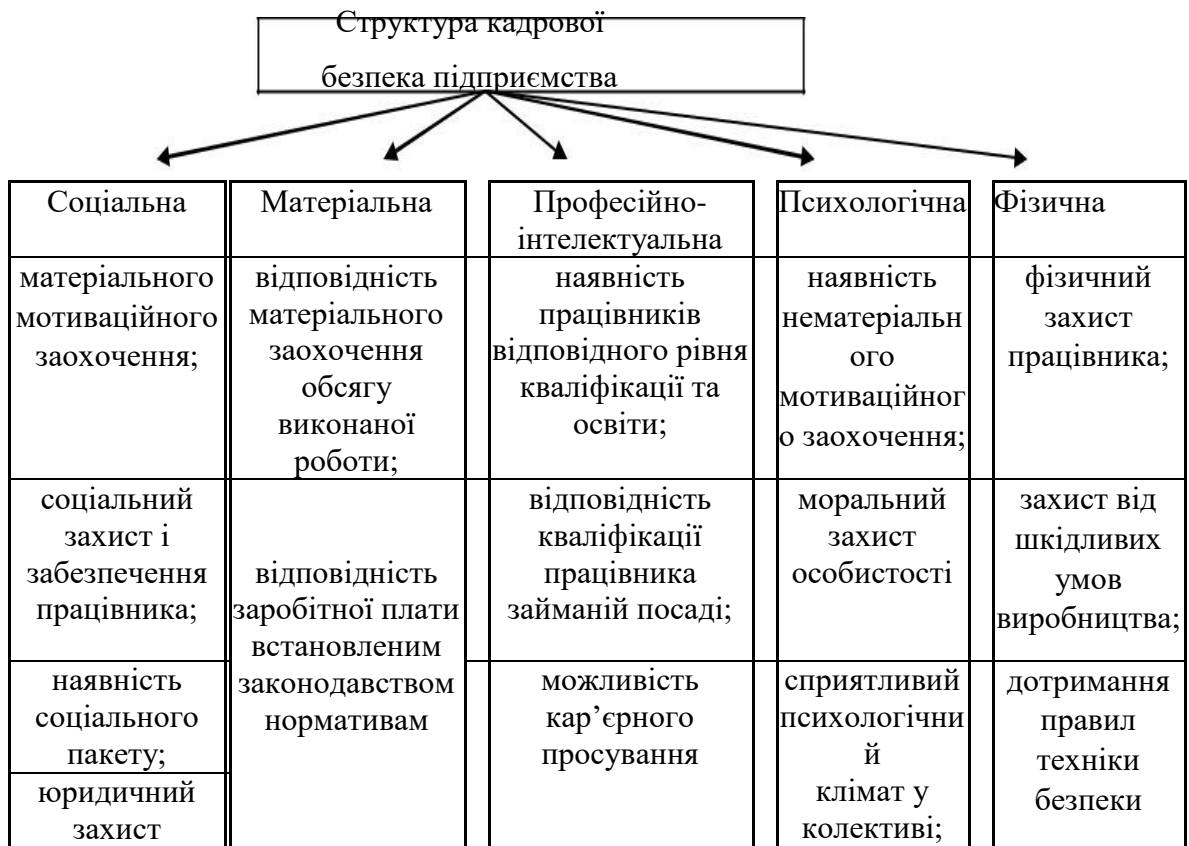 Структура кадрової
безпека підприємства
Соціальна
матеріального
мотиваційного
заохочення;
соціальний
захист і
забезпечення
працівника;
наявність
соціального
пакету;
юридичний
захист
Матеріальна
відповідність
матеріального
заохочення
обсягу
виконаної
роботи;
відповідність
заробітної плати
встановленим
законодавством
нормативам
Професійно-
інтелектуальна
наявність
працівників
відповідного рівня
кваліфікації та
освіти;
відповідність
кваліфікації
працівника
займаній посаді;
можливість
кар’єрного
просування
Психологічна
наявність
нематеріальн
ого
мотиваційног
о заохочення;
моральний
захист
особистості
сприятливий
психологічни
й
клімат у
колективі;
Фізична
фізичний
захист
працівника;
захист від
шкідливих
умов
виробництва;
дотримання
правил
техніки
безпеки